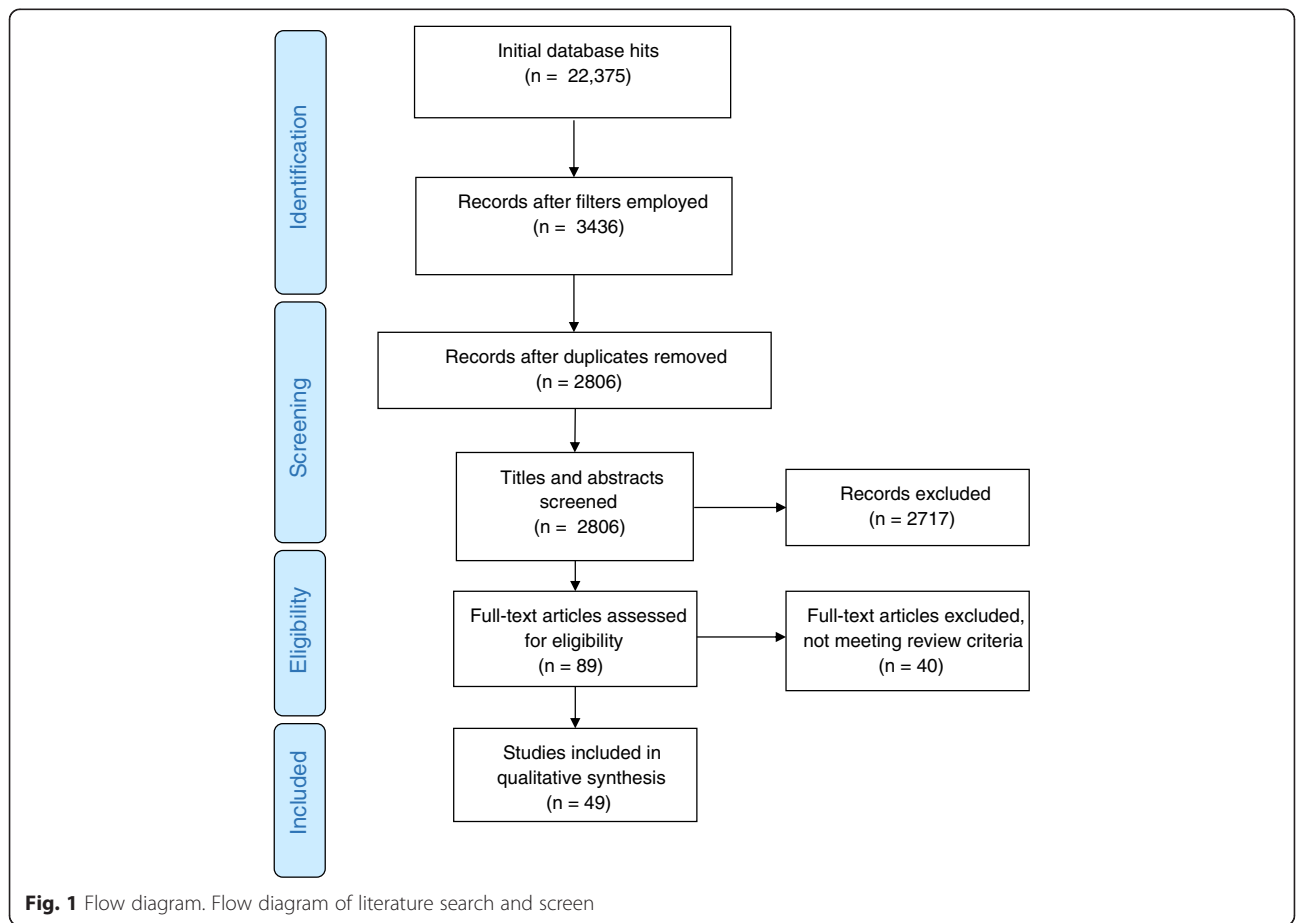 Identification
Initial database hits
(n = 22,375)
Records after filters employed
(n = 3436)
Screening
Records after duplicates removed
(n = 2806)
Titles and abstracts
screened
(n = 2806)
Records excluded
(n = 2717)
Eligibility
Full-text articles assessed
for eligibility
(n = 89)
Full-text articles excluded,
not meeting review criteria
(n = 40)
Included
Studies included in
qualitative synthesis
(n = 49)
Fig. 1 Flow diagram. Flow diagram of literature search and screen